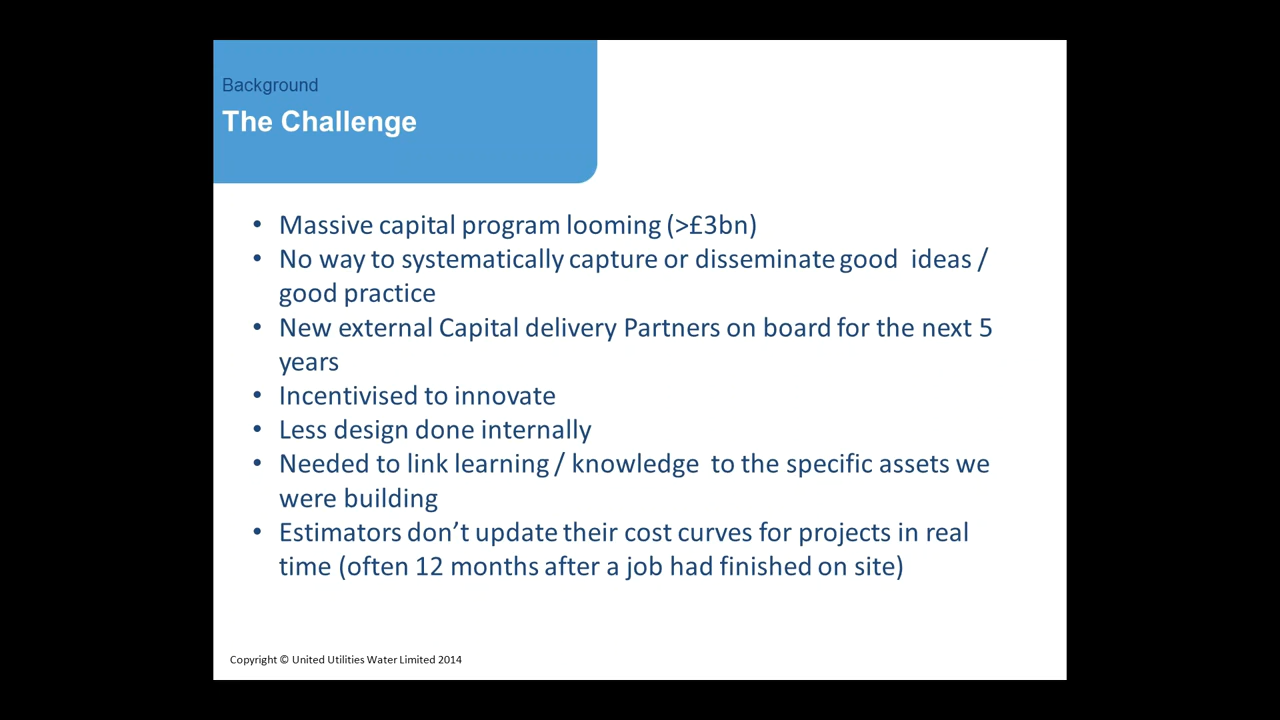 Background
The Challenge
• Massive capital program looming (>£3bn)
• No way to systematically capture or disseminate good  ideas /
good practice
• New external Capital delivery Partners on board for the next 5
years
• Incentivised to innovate
• Less design done internally
• Needed to link learning / knowledge  to the specific assets we
were building
• Estimators don’t update their cost curves for projects in real
time (often 12 months after a job had finished on site)
Copyright © United Utilities Water Limited 2014